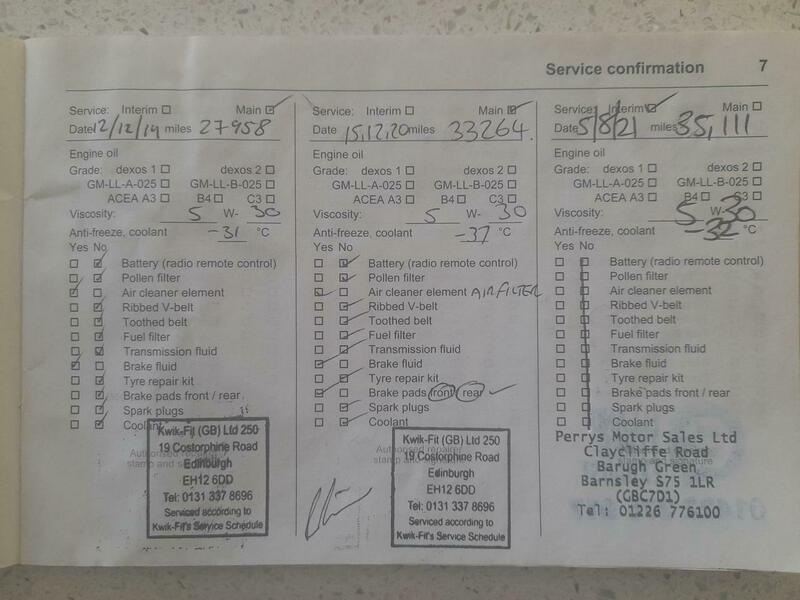 Service confirmation 7
Service: Interim Main
Date 12/12/19 miles 27958
Engine oil
Grade: dexos 1 dexos 2
GM-LL-A-025 GM-LL-B-025
ACEA A3 B4 C3
Viscosity: 5 W- 30
Anti-freeze, coolant -31 °C
Yes No
Battery (radio remote control)
Pollen filter
Air cleaner element
Ribbed V-belt
Toothed belt
Fuel filter
Transmission fluid
Brake fluid
Tyre repair kit
Brake pads front / rear
Spark plugs
Coolant
Authorised repairer
stamp and
Kwik-Fit (GB) Ltd 250
19 Costorphine Road
Edinburgh
EH12 6DD
Tel: 0131 337 8696
Serviced according to
Kwik-Fit's Service Schedule
Service: Interim Main
Date 15,12,20 miles 33264.
Engine oil
Grade: dexos 1 dexos 2
GM-LL-A-025 GM-LL-B-025
ACEA A3 B4 C3
Viscosity: 5 W- 30
Anti-freeze, coolant -37 °C
Yes No
Battery (radio remote control)
Pollen filter
Air cleaner element AIR FILTER
Ribbed V-belt
Toothed belt
Fuel filter
Transmission fluid
Brake fluid
Tyre repair kit
Brake pads front rear
Spark plugs
Coolant
Kwik-Fit (GB) Ltd 250
19 Costorphine Road
Edinburgh
EH12 6DD
Tel: 0131 337 8696
Serviced according to
Kwik-Fit's Service Schedule
Service: Interim Main
Date 5/8/21 miles 35,111
Engine oil
Grade: dexos 1 dexos 2
GM-LL-A-025 GM-LL-B-025
ACEA A3 B4 C3
Viscosity: 5 W- 30
Anti-freeze, coolant -32 °C
Yes No
Battery (radio remote control)
Pollen filter
Air cleaner element
Ribbed V-belt
Toothed belt
Fuel filter
Transmission fluid
Brake fluid
Tyre repair kit
Brake pads front / rear
Spark plugs
Coolant
Perrys Motor Sales Ltd
Claycliffe Road
Barugh Green
Barnsley S75 1LR
(GBC7D1)
Tel: 01226 776100